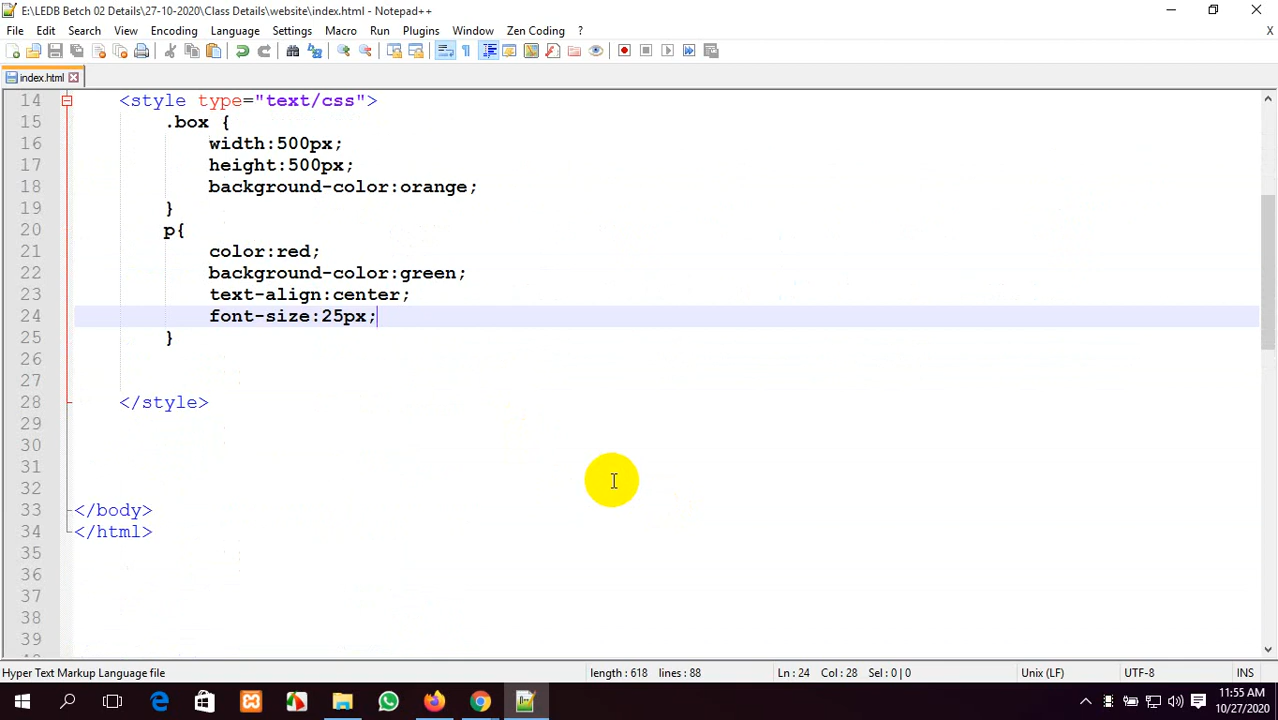 E:\LEDB Betch 02 Details\27-10-2020\Class Details\website\index.html - Notepad++
File Edit Search View Encoding Language Settings Macro Run Plugins Window Zen Coding ? X
index.html
14 <style type="text/css">
15 .box {
16 width:500px;
17 height:500px;
18 background-color:orange;
19 }
20 p{
21 color:red;
22 background-color:green;
23 text-align:center;
24 font-size:25px;
25 }
26
27
28 </style>
29
30
31
32
33 </body>
34 </html>
35
36
37
38
39
Hyper Text Markup Language file length : 618 lines : 88 Ln : 24 Col : 28 Sel : 0 | 0 Unix (LF) UTF-8 INS
11:55 AM
10/27/2020